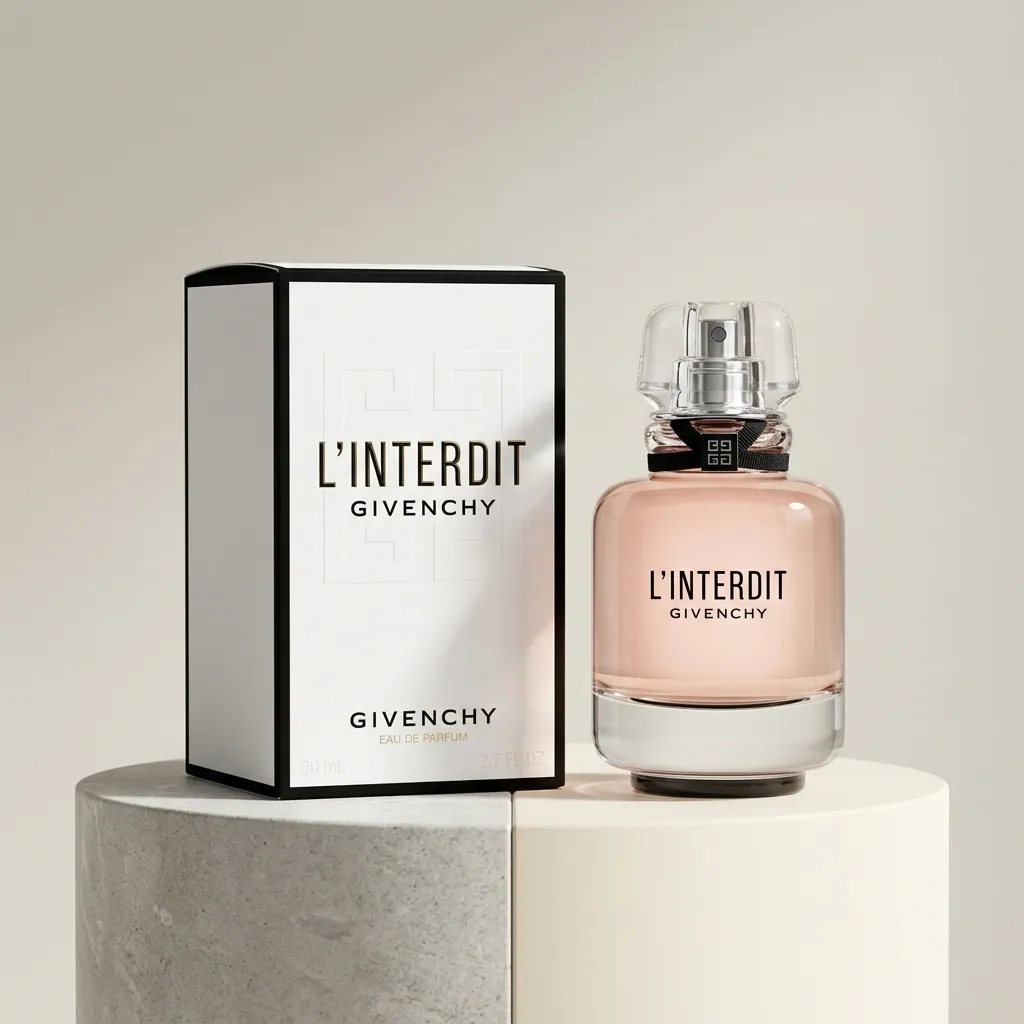 L'INTERDIT
GIVENCHY
GIVENCHY
EAU DE PARFUM
80 mL
2.7 FL.OZ
L'INTERDIT
GIVENCHY